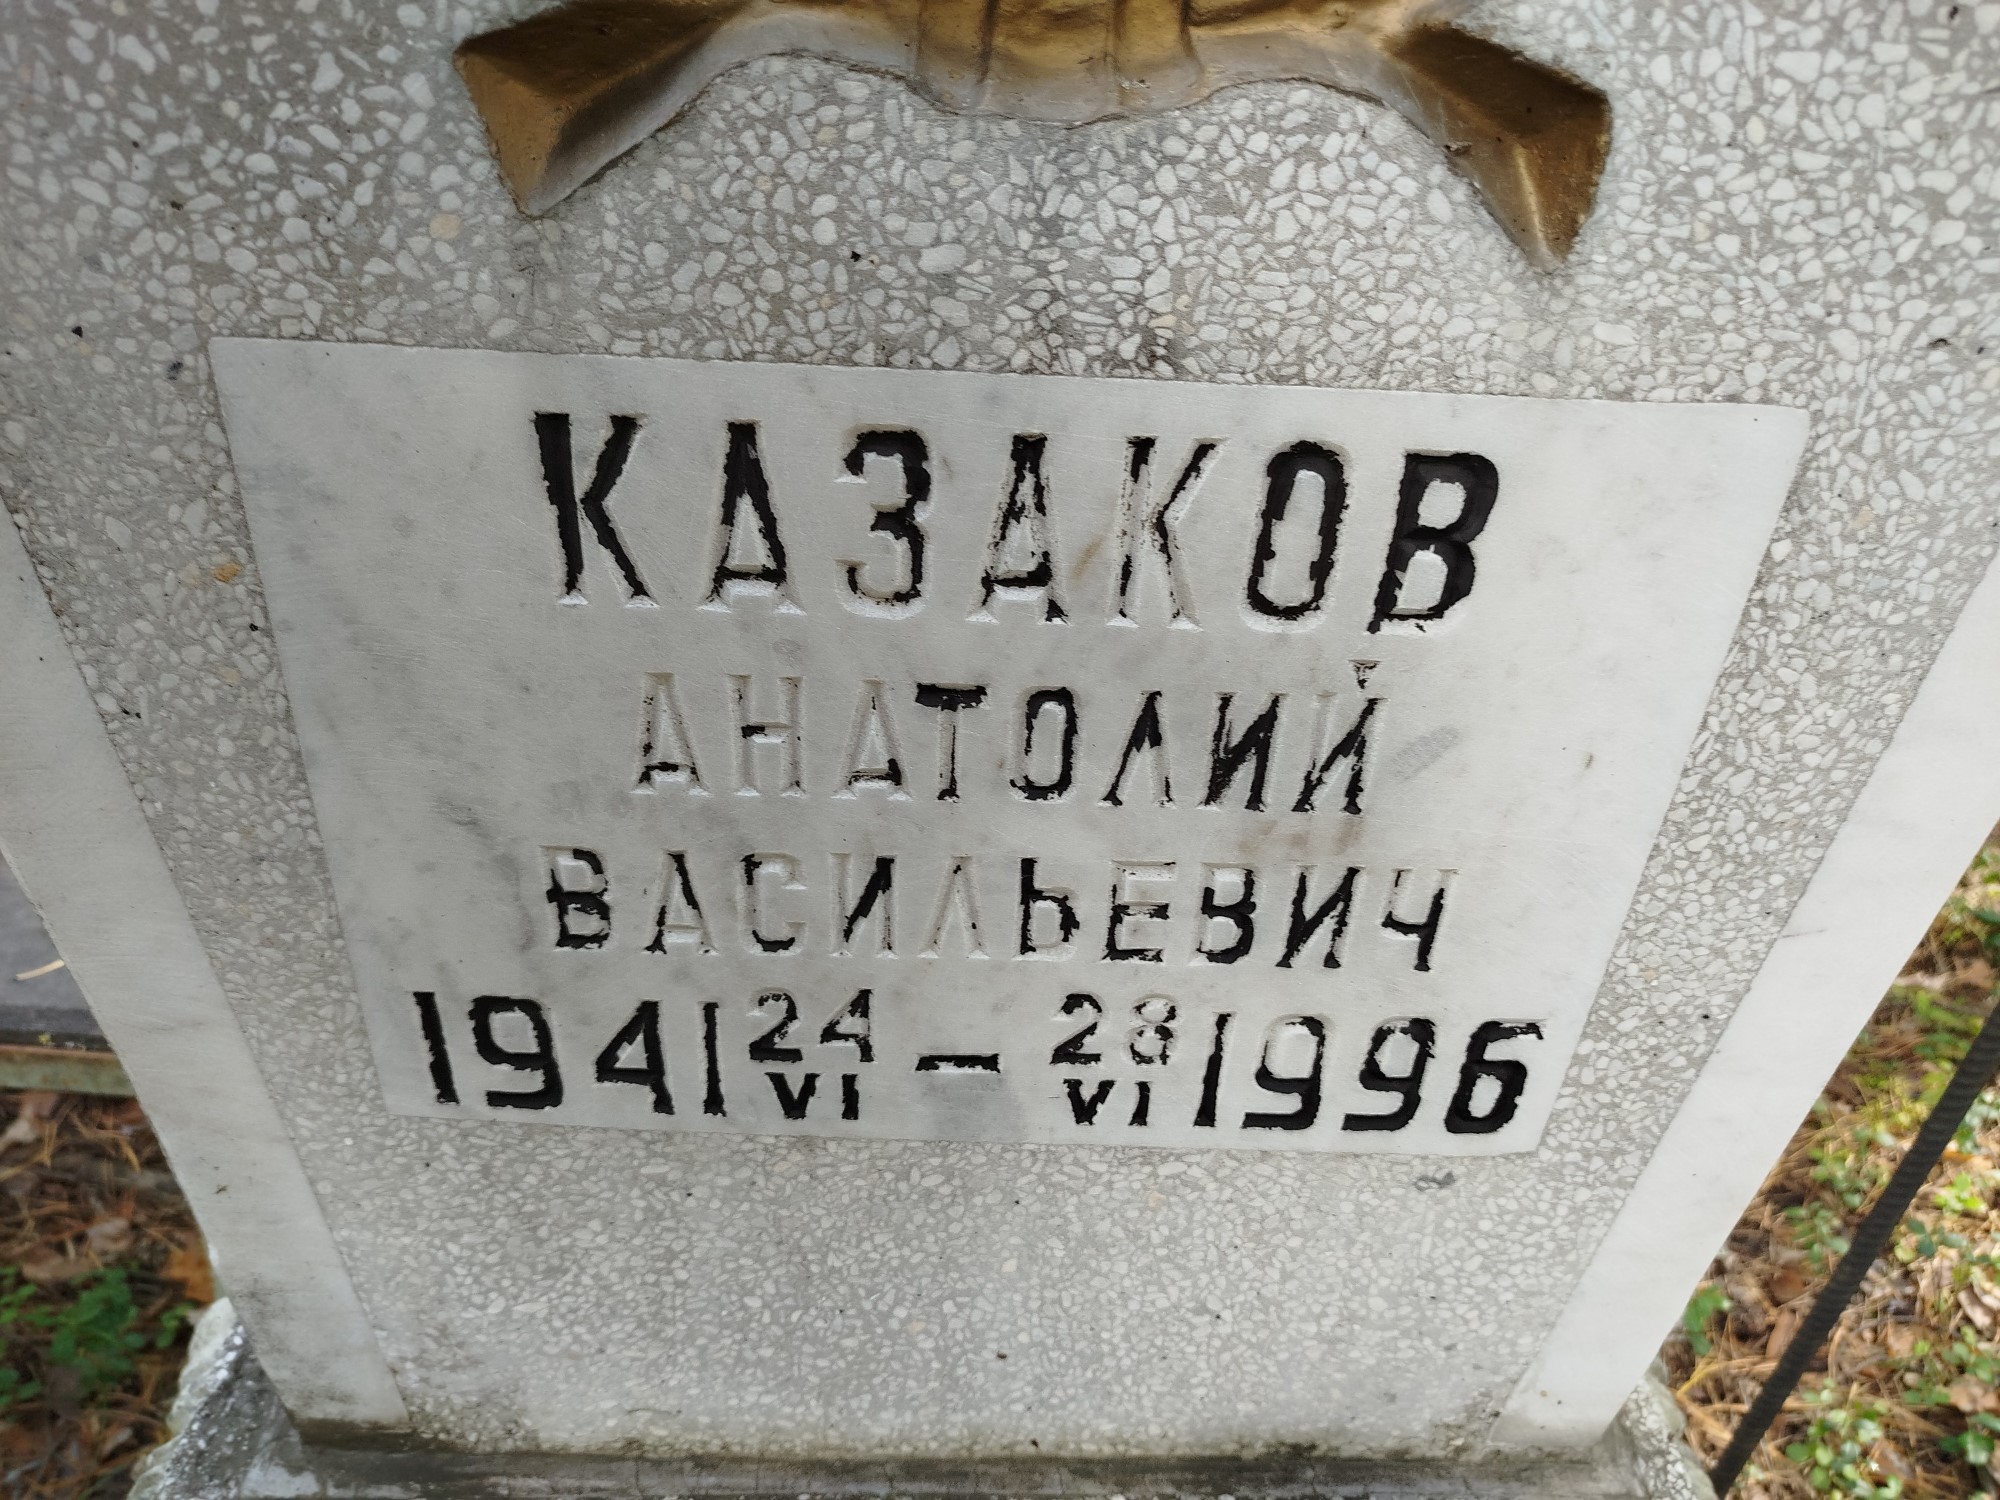 КАЗАКОВ
АНАТОЛИЙ
ВАСИЛЬЕВИЧ
1941 24/VI – 28/VI 1996